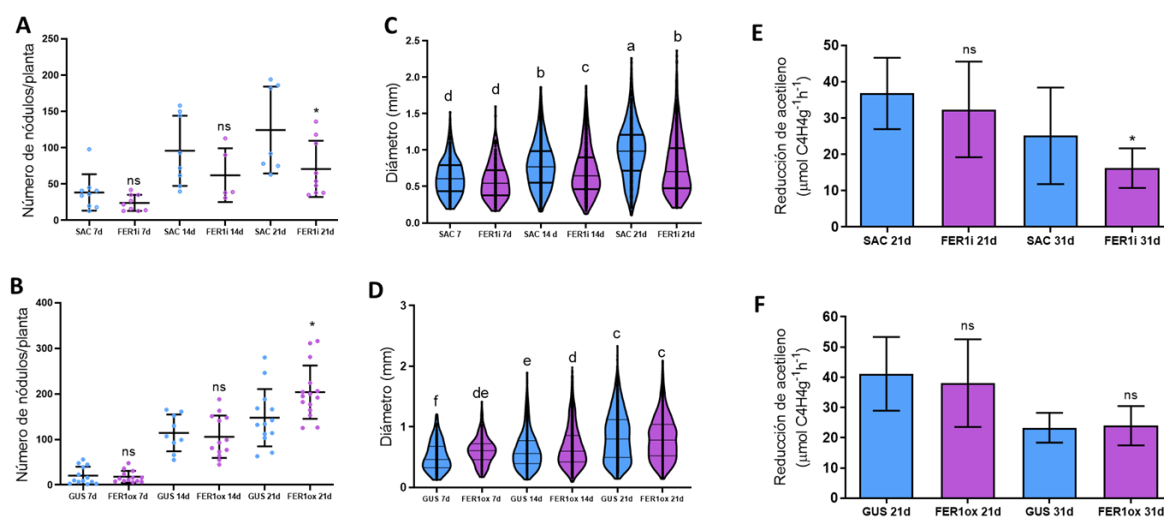 A
Número de nódulos/planta
250
200
150
100
50
0
ns
ns
*
SAC 7d FER1i 7d SAC 14d FER1i 14d SAC 21d FER1i 21d
B
Número de nódulos/planta
400
300
200
100
0
ns
ns
*
GUS 7d FER1ox 7d GUS 14d FER1ox 14d GUS 21d FER1ox 21d
C
Diámetro (mm)
2.5
2.0
1.5
1.0
0.5
0.0
d d b c a b
SAC 7 FER1i 7d SAC 14 d FER1i 14d SAC 21d FER1i 21d
D
Diámetro (mm)
3
2
1
0
f de e d c c
GUS 7d FER1ox 7d GUS 14d FER1ox 14d GUS 21d FER1ox 21d
E
Reducción de acetileno
(μmol C4H4g⁻¹h⁻¹)
50
40
30
20
10
0
ns
*
SAC 21d FER1i 21d SAC 31d FER1i 31d
F
Reducción de acetileno
(μmol C4H4g⁻¹h⁻¹)
60
50
40
30
20
10
0
ns
ns
GUS 21d FER1ox 21d GUS 31d FER1ox 31d